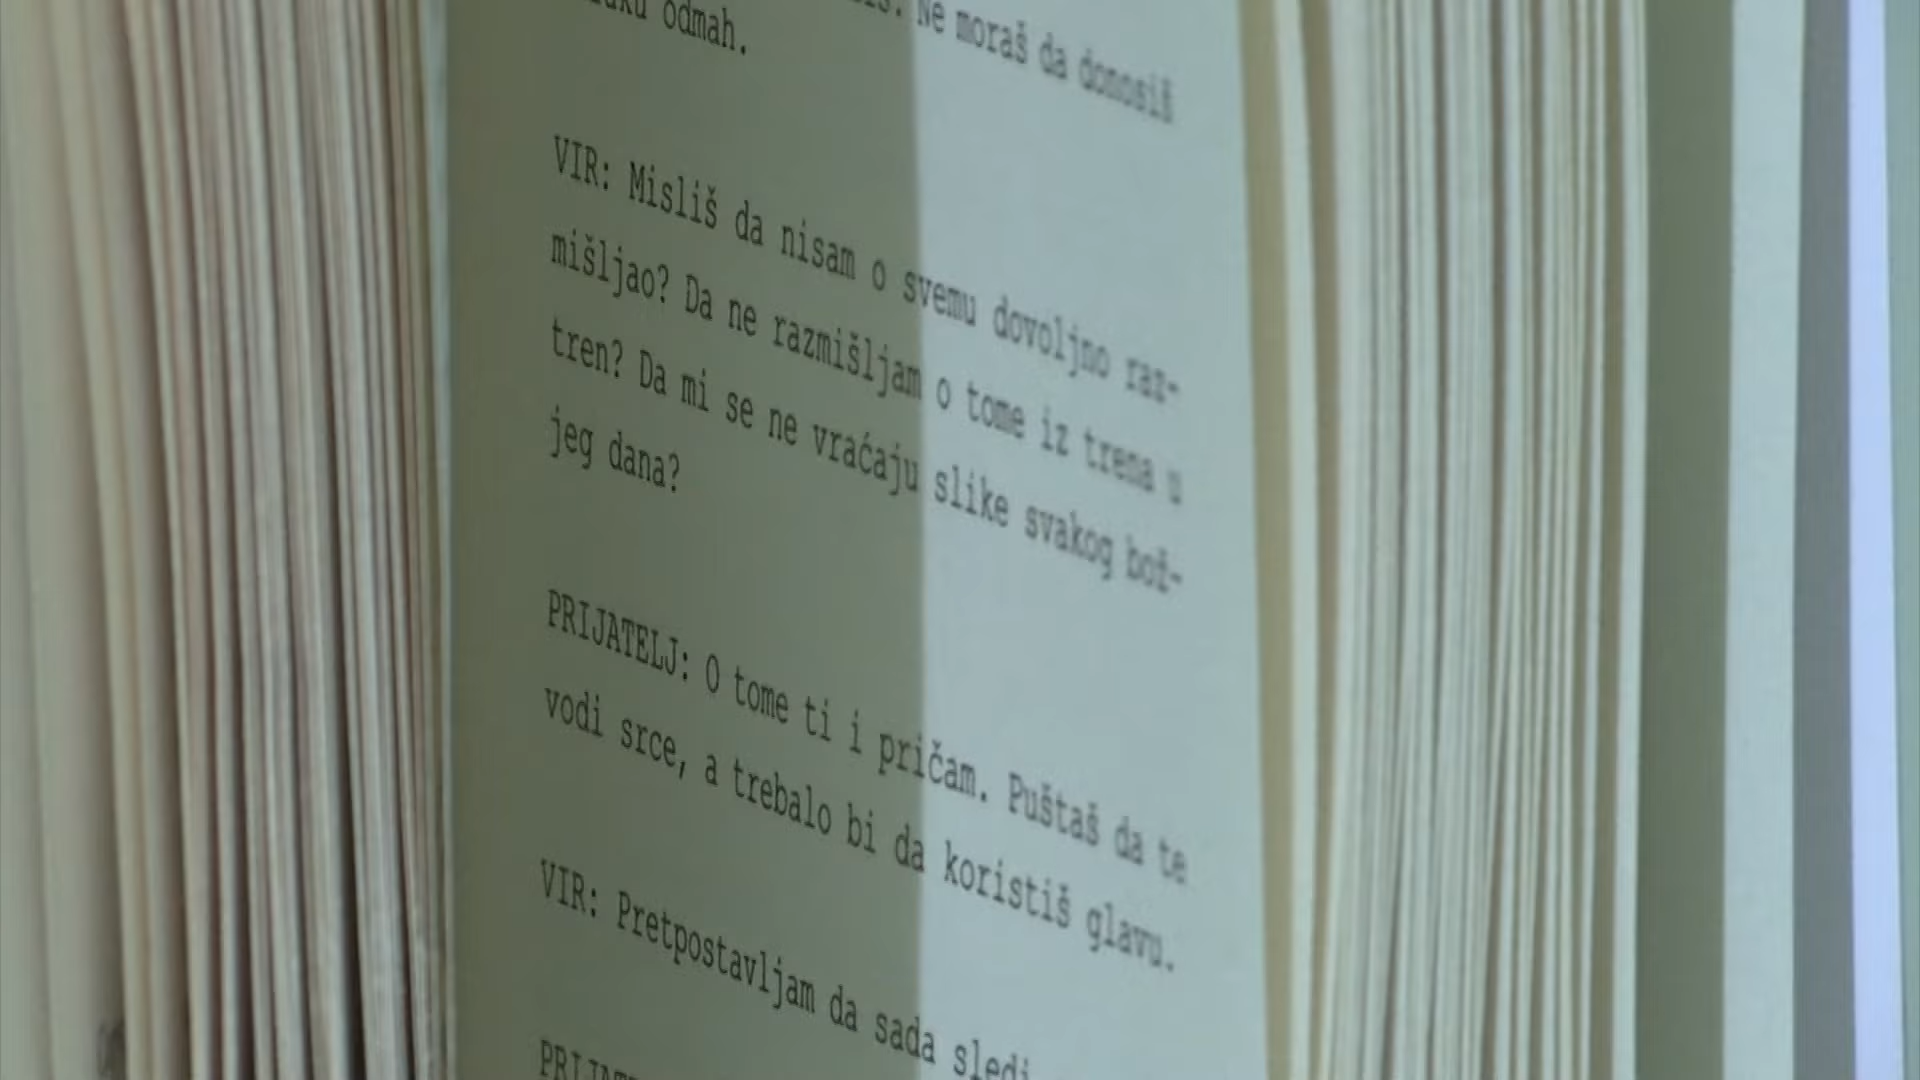 Ne moraš da donosiš
odmah.
VIR: Misliš da nisam o svemu dovoljno raz-
mišljao? Da ne razmišljam o tome iz trena u
tren? Da mi se ne vraćaju slike svakog bož-
jeg dana?
PRIJATELJ: O tome ti i pričam. Puštaš da te
vodi srce, a trebalo bi da koristiš glavu.
VIR: Pretpostavljam da sada sledi